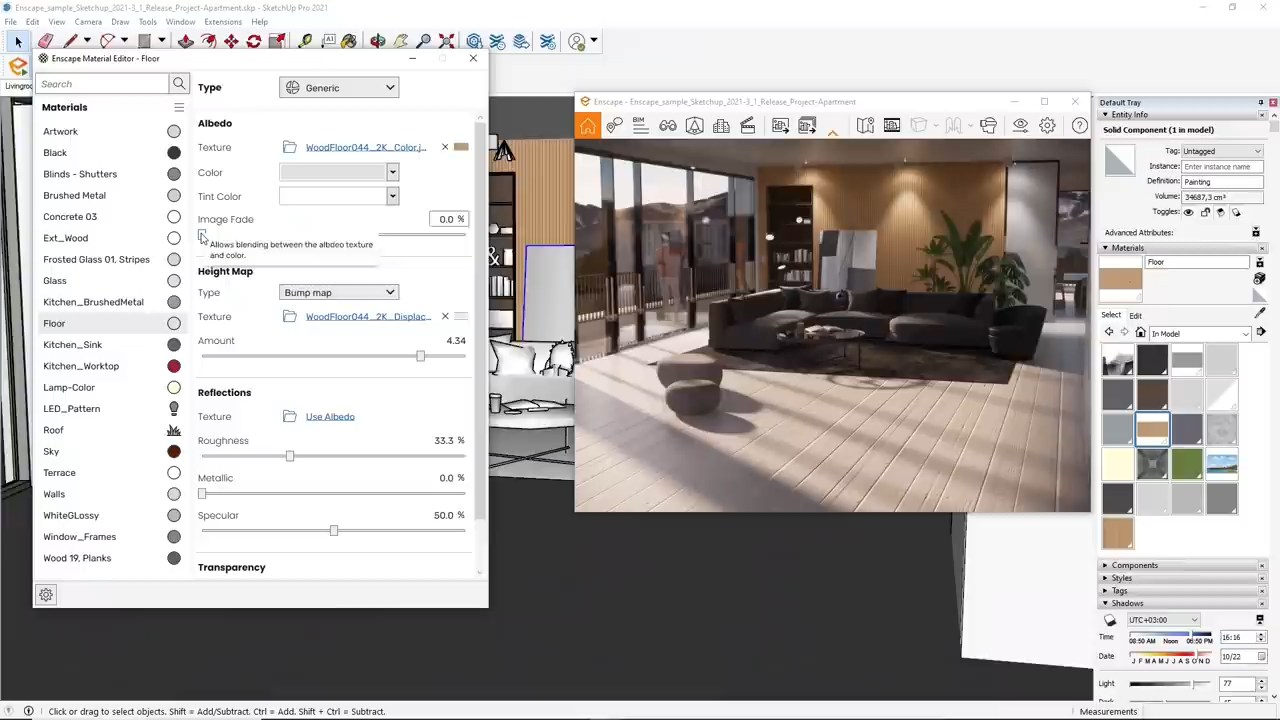 Enscape_sample_Sketchup_2021-3_1_Release_Project-Apartment.skp - SketchUp Pro 2021
File Edit View Camera Draw Tools Window Extensions Help
Livingroo
Enscape Material Editor - Floor
Search
Materials
Artwork
Black
Blinds - Shutters
Brushed Metal
Concrete 03
Ext_Wood
Frosted Glass 01, Stripes
Glass
Kitchen_BrushedMetal
Floor
Kitchen_Sink
Kitchen_Worktop
Lamp-Color
LED_Pattern
Roof
Sky
Terrace
Walls
WhiteGLossy
Window_Frames
Wood 19, Planks
Type Generic
Albedo
Texture WoodFloor044_2K_Color.j...
Color
Tint Color
Image Fade 0.0 %
Allows blending between the albdeo texture
and color.
Height Map
Type Bump map
Texture WoodFloor044_2K_Displac...
Amount 4.34
Reflections
Texture Use Albedo
Roughness 33.3 %
Metallic 0.0 %
Specular 50.0 %
Transparency
&
Enscape - Enscape_sample_Sketchup_2021-3_1_Release_Project-Apartment
BIM
Default Tray
Entity Info
Solid Component (1 in model)
Tag: Untagged
Instance: Enter instance name
Definition: Painting
Volume: 34687,3 cm³
Toggles:
Advanced Attributes:
Materials
Floor
Select Edit
In Model
Components
Styles
Tags
Shadows
UTC+03:00
Time 08:50 AM Noon 06:50 PM 16:16
Date J F M A M J J A S O N D 10/22
Light 77
Click or drag to select objects. Shift = Add/Subtract. Ctrl = Add. Shift + Ctrl = Subtract.
Measurements